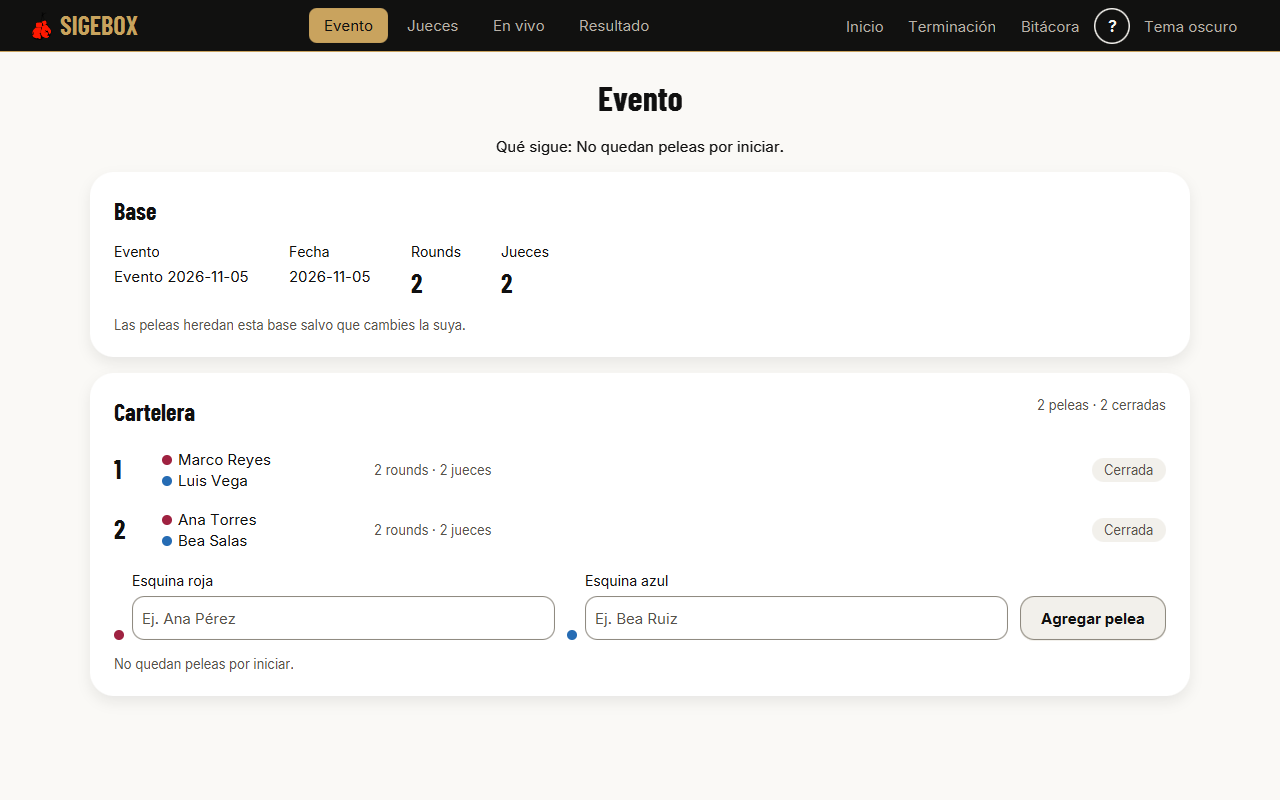 SIGEBOX
Evento Jueces En vivo Resultado
Inicio Terminación Bitácora ? Tema oscuro
Evento
Qué sigue: No quedan peleas por iniciar.
Base
Evento Fecha Rounds Jueces
Evento 2026-11-05 2026-11-05 2 2
Las peleas heredan esta base salvo que cambies la suya.
Cartelera
2 peleas · 2 cerradas
1 Marco Reyes
Luis Vega
2 rounds · 2 jueces
Cerrada
2 Ana Torres
Bea Salas
2 rounds · 2 jueces
Cerrada
Esquina roja Esquina azul
Ej. Ana Pérez Ej. Bea Ruiz Agregar pelea
No quedan peleas por iniciar.